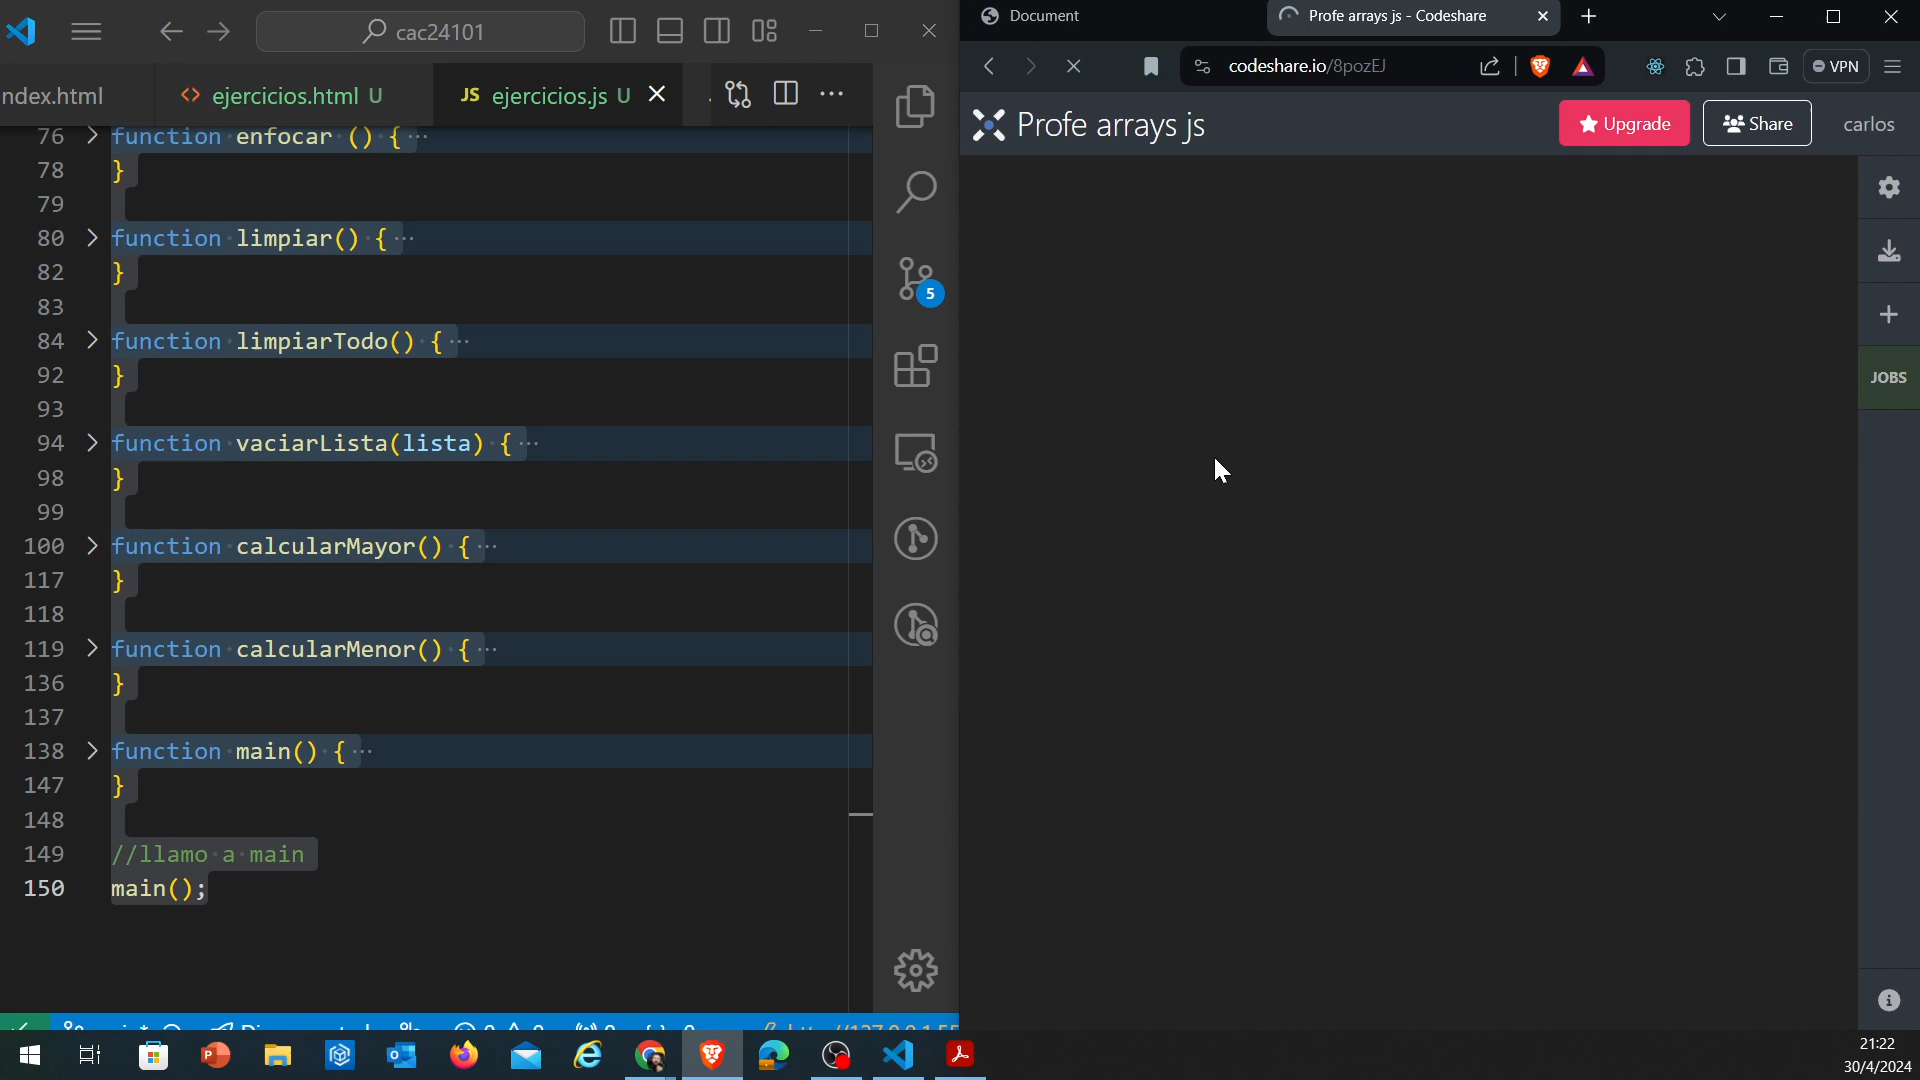 cac24101
ndex.html
<> ejercicios.html U
JS ejercicios.js U
76 function enfocar () { ...
78 }
79
80 function limpiar() { ...
82 }
83
84 function limpiarTodo() { ...
92 }
93
94 function vaciarLista(lista) { ...
98 }
99
100 function calcularMayor() { ...
117 }
118
119 function calcularMenor() { ...
136 }
137
138 function main() { ...
147 }
148
149 //llamo a main
150 main();
5
Document
Profe arrays js - Codeshare
codeshare.io/8pozEJ
VPN
Profe arrays js
Upgrade
Share
carlos
JOBS
21:22
30/4/2024